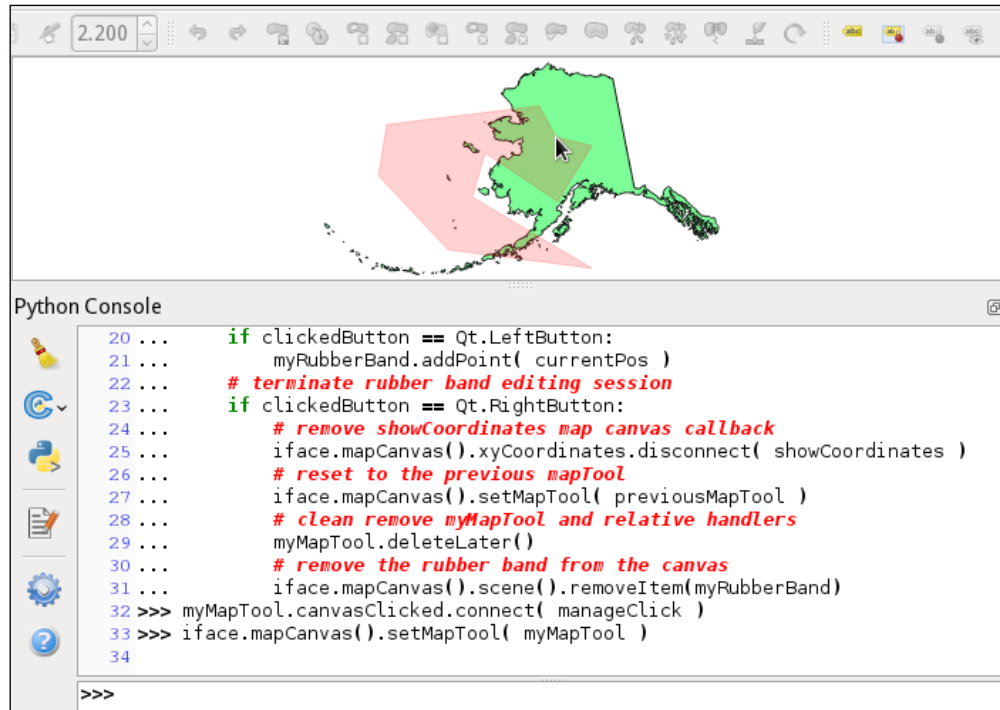 2.200
abc
ab
ab
abc
Python Console
20 ... if clickedButton == Qt.LeftButton:
21 ... myRubberBand.addPoint( currentPos )
22 ... # terminate rubber band editing session
23 ... if clickedButton == Qt.RightButton:
24 ... # remove showCoordinates map canvas callback
25 ... iface.mapCanvas().xyCoordinates.disconnect( showCoordinates )
26 ... # reset to the previous mapTool
27 ... iface.mapCanvas().setMapTool( previousMapTool )
28 ... # clean remove myMapTool and relative handlers
29 ... myMapTool.deleteLater()
30 ... # remove the rubber band from the canvas
31 ... iface.mapCanvas().scene().removeItem(myRubberBand)
32 >>> myMapTool.canvasClicked.connect( manageClick )
33 >>> iface.mapCanvas().setMapTool( myMapTool )
34
>>>